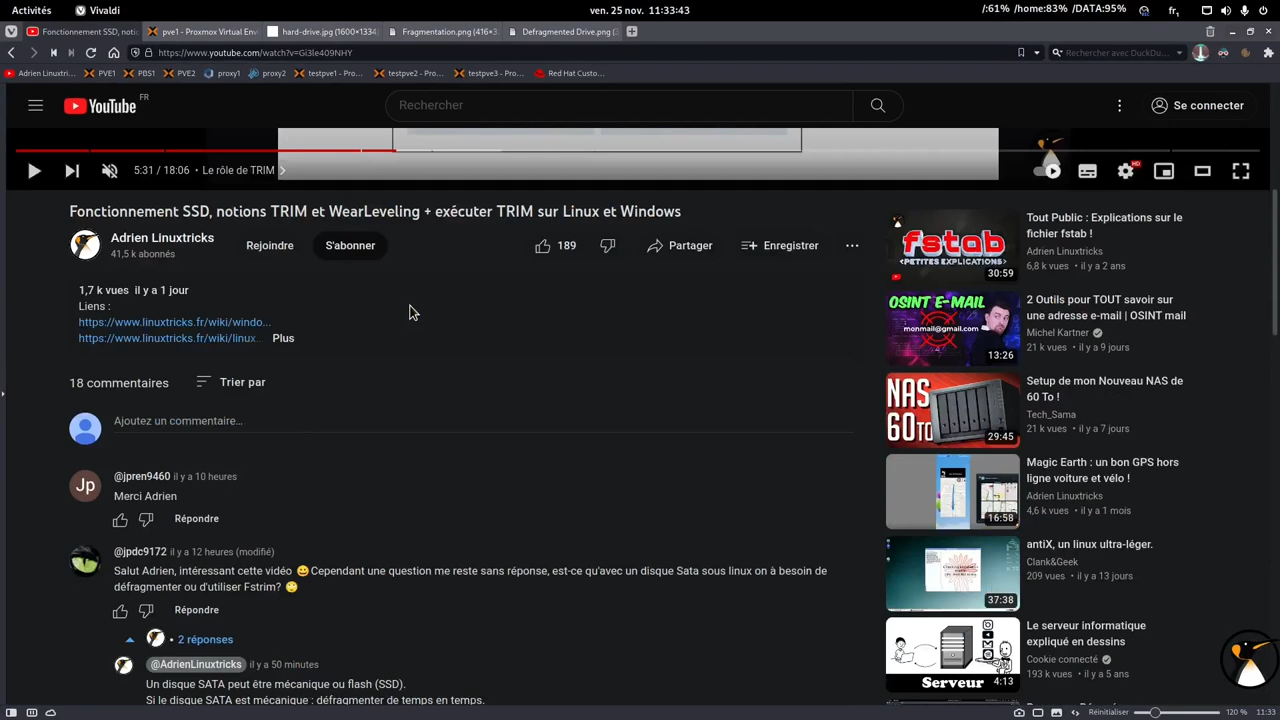 Activités Vivaldi ven. 25 nov. 11:33:43 /:61% /home:83% /DATA:95% fr₁
Fonctionnement SSD, noti pve1 - Proxmox Virtual Env hard-drive.jpg (1600×1334 Fragmentation.png (416×3 Defragmented Drive.png (
https://www.youtube.com/watch?v=Gi3le409NHY Rechercher avec DuckDu...
Adrien Linuxtri... PVE1 PBS1 PVE2 proxy1 proxy2 testpve1 - Pro... testpve2 - Pro... testpve3 - Pro... Red Hat Custo...
YouTube FR
Rechercher
Se connecter
5:31 / 18:06 • Le rôle de TRIM
HD
Fonctionnement SSD, notions TRIM et WearLeveling + exécuter TRIM sur Linux et Windows
Adrien Linuxtricks
41,5 k abonnés
Rejoindre S'abonner 189 Partager Enregistrer
1,7 k vues il y a 1 jour
Liens :
https://www.linuxtricks.fr/wiki/windo...
https://www.linuxtricks.fr/wiki/linux... Plus
18 commentaires Trier par
Ajoutez un commentaire...
Jp
@jpren9460 il y a 10 heures
Merci Adrien
Répondre
@jpdc9172 il y a 12 heures (modifié)
Salut Adrien, intéressant cete vidéo 😀Cependant une question me reste sans réponse, est-ce qu'avec un disque Sata sous linux on à besoin de
défragmenter ou d'utiliser Fstrim? 🙄
Répondre
• 2 réponses
@AdrienLinuxtricks il y a 50 minutes
Un disque SATA peut être mécanique ou flash (SSD).
Si le disque SATA est mécanique : défragmenter de temps en temps.
fstab
<PETITES EXPLICATIONS>
30:59
Tout Public : Explications sur le
fichier fstab !
Adrien Linuxtricks
6,8 k vues • il y a 2 ans
OSINT E-MAIL
monmail@gmail.com
13:26
2 Outils pour TOUT savoir sur
une adresse e-mail | OSINT mail
Michel Kartner
21 k vues • il y a 9 jours
NAS
60TO
29:45
Setup de mon Nouveau NAS de
60 To !
Tech_Sama
21 k vues • il y a 7 jours
16:58
Magic Earth : un bon GPS hors
ligne voiture et vélo !
Adrien Linuxtricks
4,6 k vues • il y a 1 mois
37:38
antiX, un linux ultra-léger.
Clank&Geek
209 vues • il y a 13 jours
Serveur
4:13
Le serveur informatique
expliqué en dessins
Cookie connecté
193 k vues • il y a 5 ans
Réinitialiser 120 % 11:33